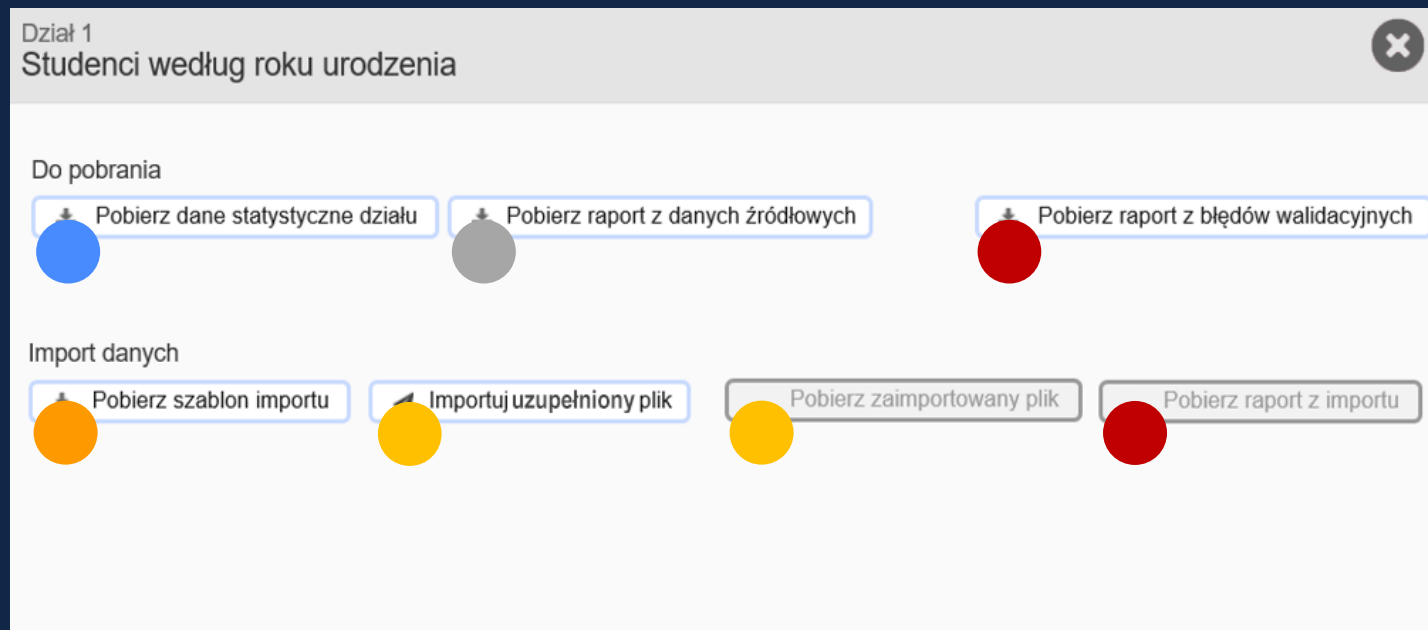 Dział 1
Studenci według roku urodzenia
Do pobrania
Pobierz dane statystyczne działu
Pobierz raport z danych źródłowych
Pobierz raport z błędów walidacyjnych
Import danych
Pobierz szablon importu
Importuj uzupełniony plik
Pobierz zaimportowany plik
Pobierz raport z importu